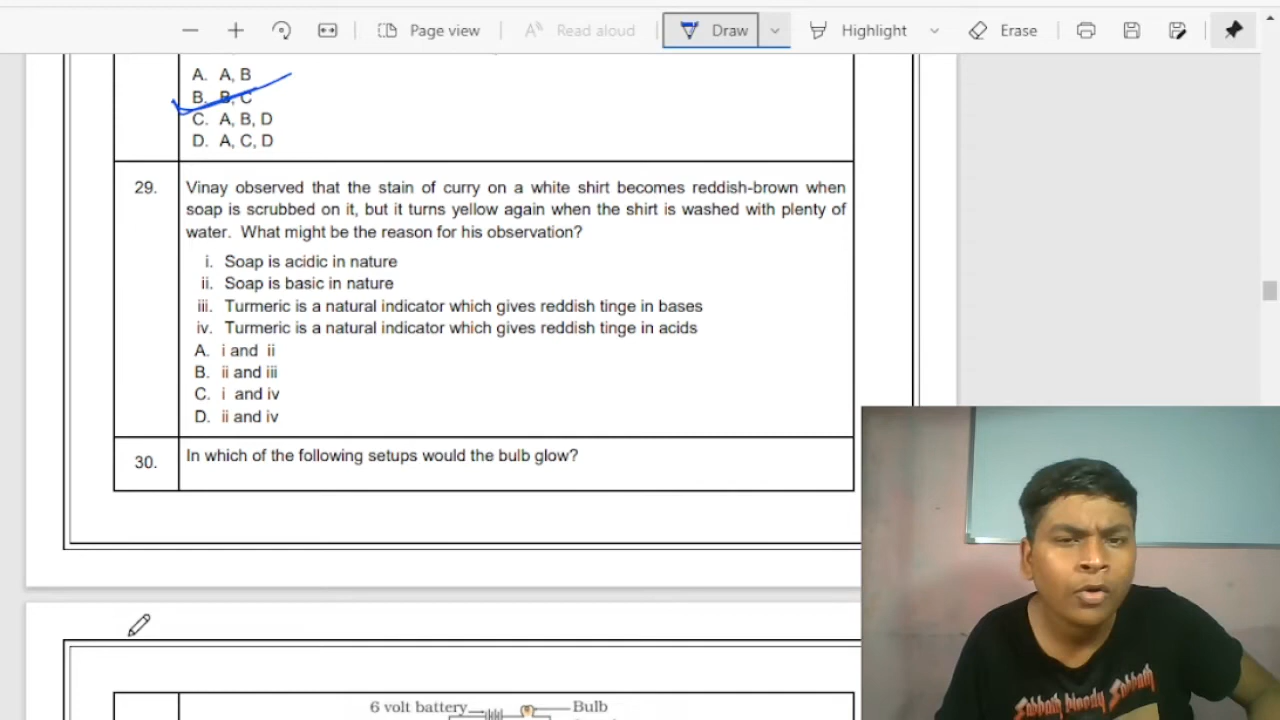 Page view
Read aloud
Draw
Highlight
Erase
A. A, B
B. B, C
C. A, B, D
D. A, C, D
29.
Vinay observed that the stain of curry on a white shirt becomes reddish-brown when
soap is scrubbed on it, but it turns yellow again when the shirt is washed with plenty of
water. What might be the reason for his observation?
i. Soap is acidic in nature
ii. Soap is basic in nature
iii. Turmeric is a natural indicator which gives reddish tinge in bases
iv. Turmeric is a natural indicator which gives reddish tinge in acids
A. i and ii
B. ii and iii
C. i and iv
D. ii and iv
30.
In which of the following setups would the bulb glow?
6 volt battery
Bulb
Sabbath bloody Sabbath